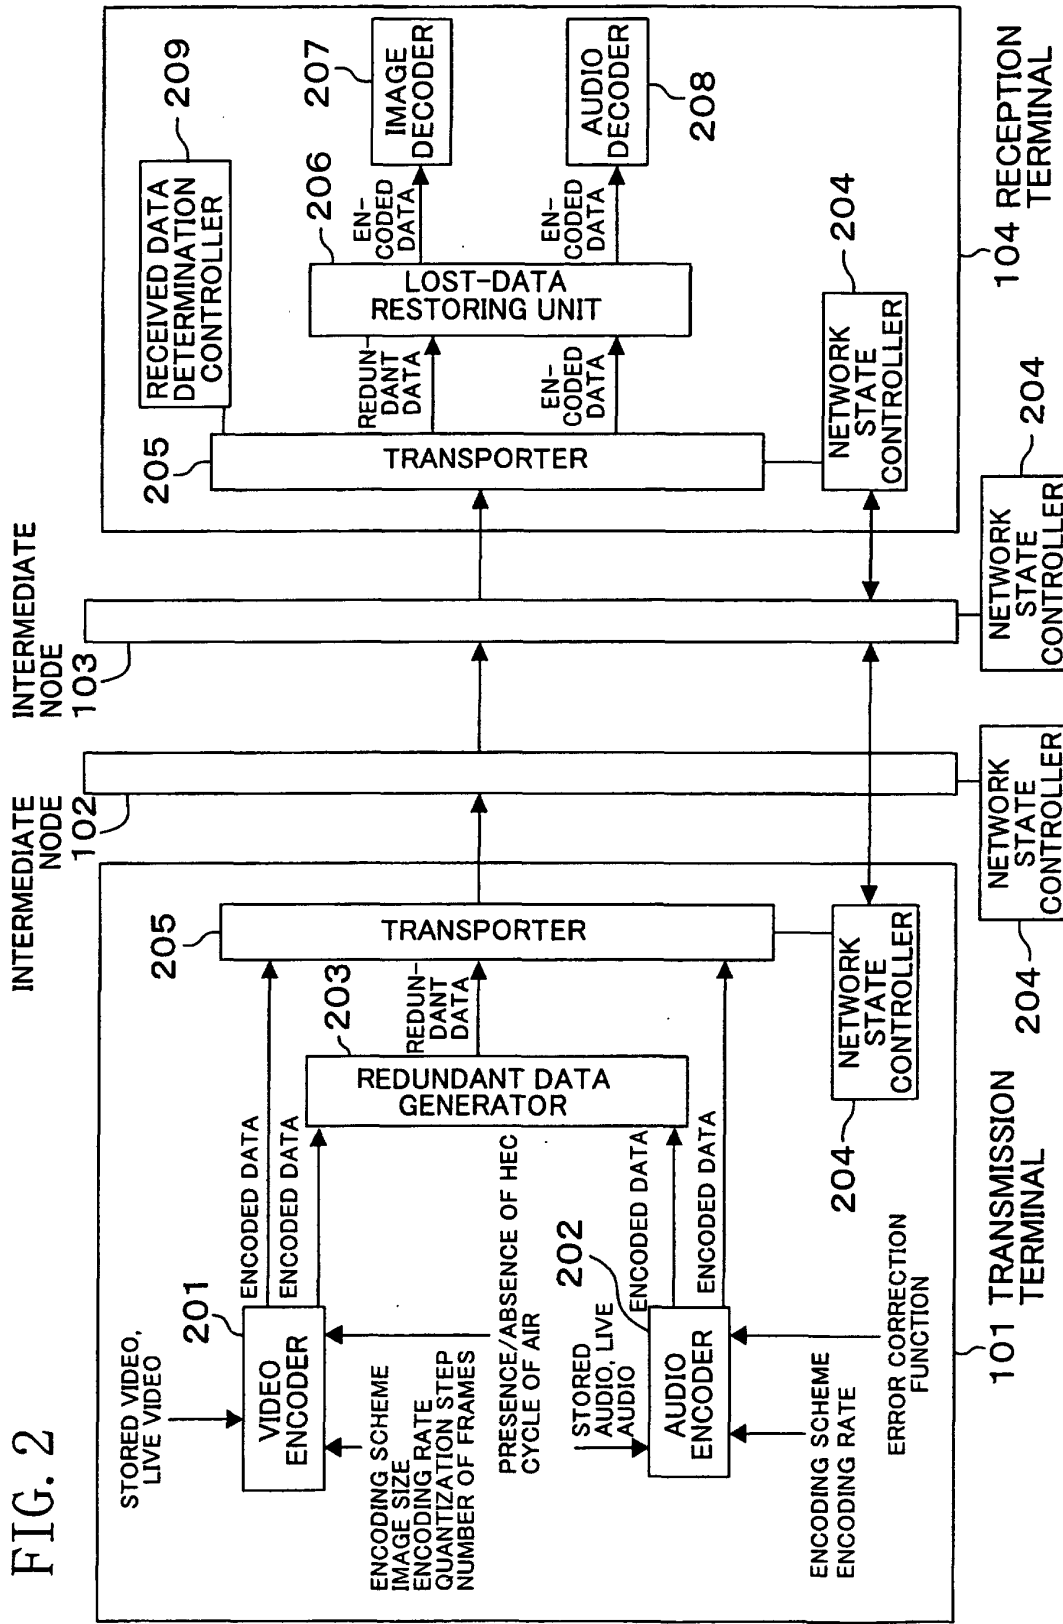 FIG. 2
STORED VIDEO,
LIVE VIDEO
201
VIDEO
ENCODER
ENCODING SCHEME
IMAGE SIZE
ENCODING RATE
QUANTIZATION STEP
NUMBER OF FRAMES
PRESENCE/ABSENCE OF HEC
CYCLE OF AIR
ENCODED DATA
ENCODED DATA
STORED
AUDIO, LIVE
AUDIO
202
AUDIO
ENCODER
ENCODING SCHEME
ENCODING RATE
ERROR CORRECTION
FUNCTION
ENCODED DATA
ENCODED DATA
203
REDUNDANT DATA
GENERATOR
REDUN-
DANT
DATA
205
TRANSPORTER
204
NETWORK
STATE
CONTROLLER
101 TRANSMISSION
TERMINAL
INTERMEDIATE
NODE
102
204
NETWORK
STATE
CONTROLLER
INTERMEDIATE
NODE
103
204
NETWORK
STATE
CONTROLLER
205
TRANSPORTER
209
RECEIVED DATA
DETERMINATION
CONTROLLER
REDUN-
DANT
DATA
EN-
CODED
DATA
206
LOST-DATA
RESTORING UNIT
EN-
CODED
DATA
EN-
CODED
DATA
207
IMAGE
DECODER
AUDIO
DECODER
208
204
NETWORK
STATE
CONTROLLER
104 RECEPTION
TERMINAL